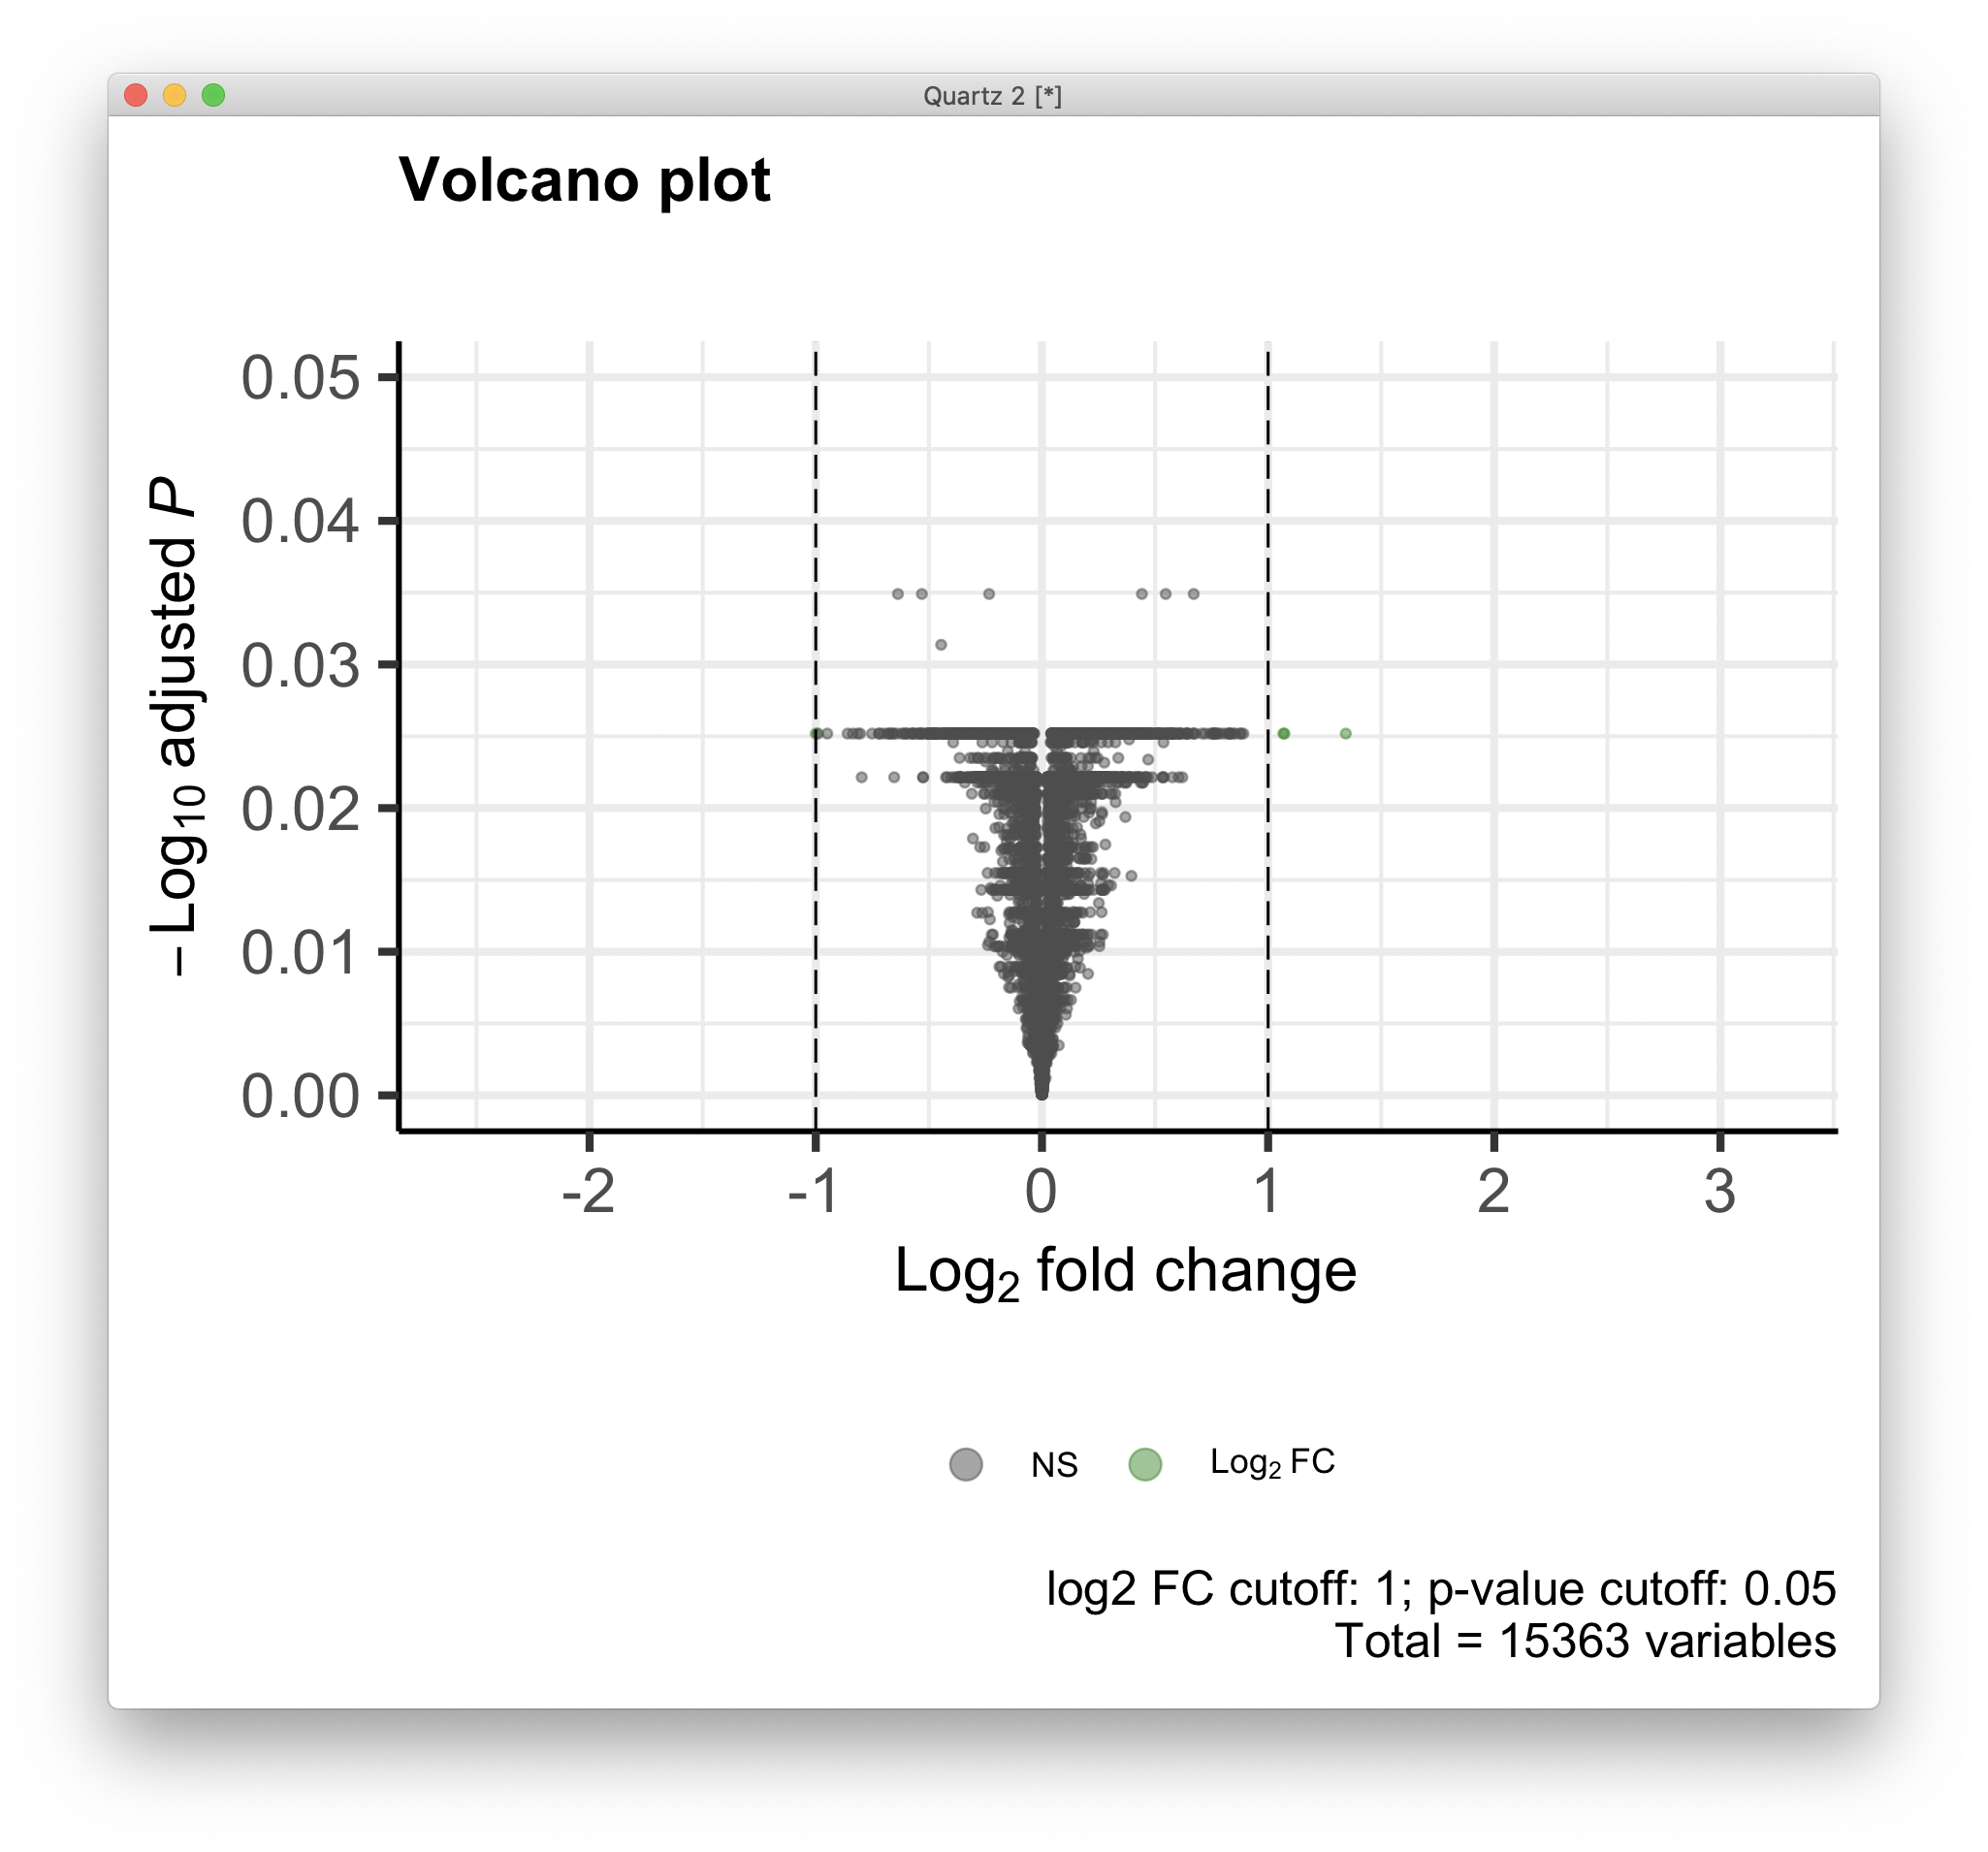 Quartz 2 [*]
Volcano plot
0.05
0.04
0.03
0.02
0.01
0.00
−Log10 adjusted P
-2 -1 0 1 2 3
Log2 fold change
NS Log2 FC
log2 FC cutoff: 1; p-value cutoff: 0.05
Total = 15363 variables